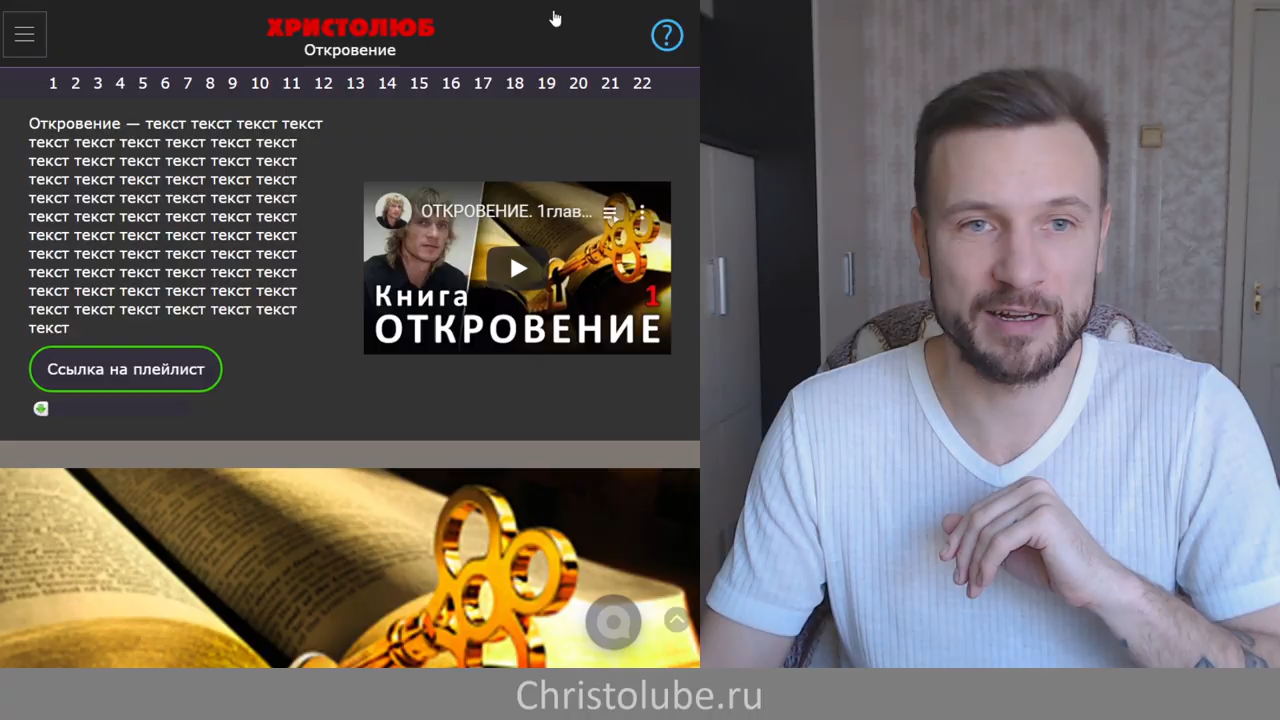 ХРИСТОЛЮБ
Откровение
?
1 2 3 4 5 6 7 8 9 10 11 12 13 14 15 16 17 18 19 20 21 22
Откровение — текст текст текст текст
текст текст текст текст текст текст
текст текст текст текст текст текст
текст текст текст текст текст текст
текст текст текст текст текст текст
текст текст текст текст текст текст
текст текст текст текст текст текст
текст текст текст текст текст текст
текст текст текст текст текст текст
текст текст текст текст текст текст
текст текст текст текст текст текст
текст
Ссылка на плейлист
ОТКРОВЕНИЕ. 1глав...
Книга 1
ОТКРОВЕНИЕ
Christolube.ru